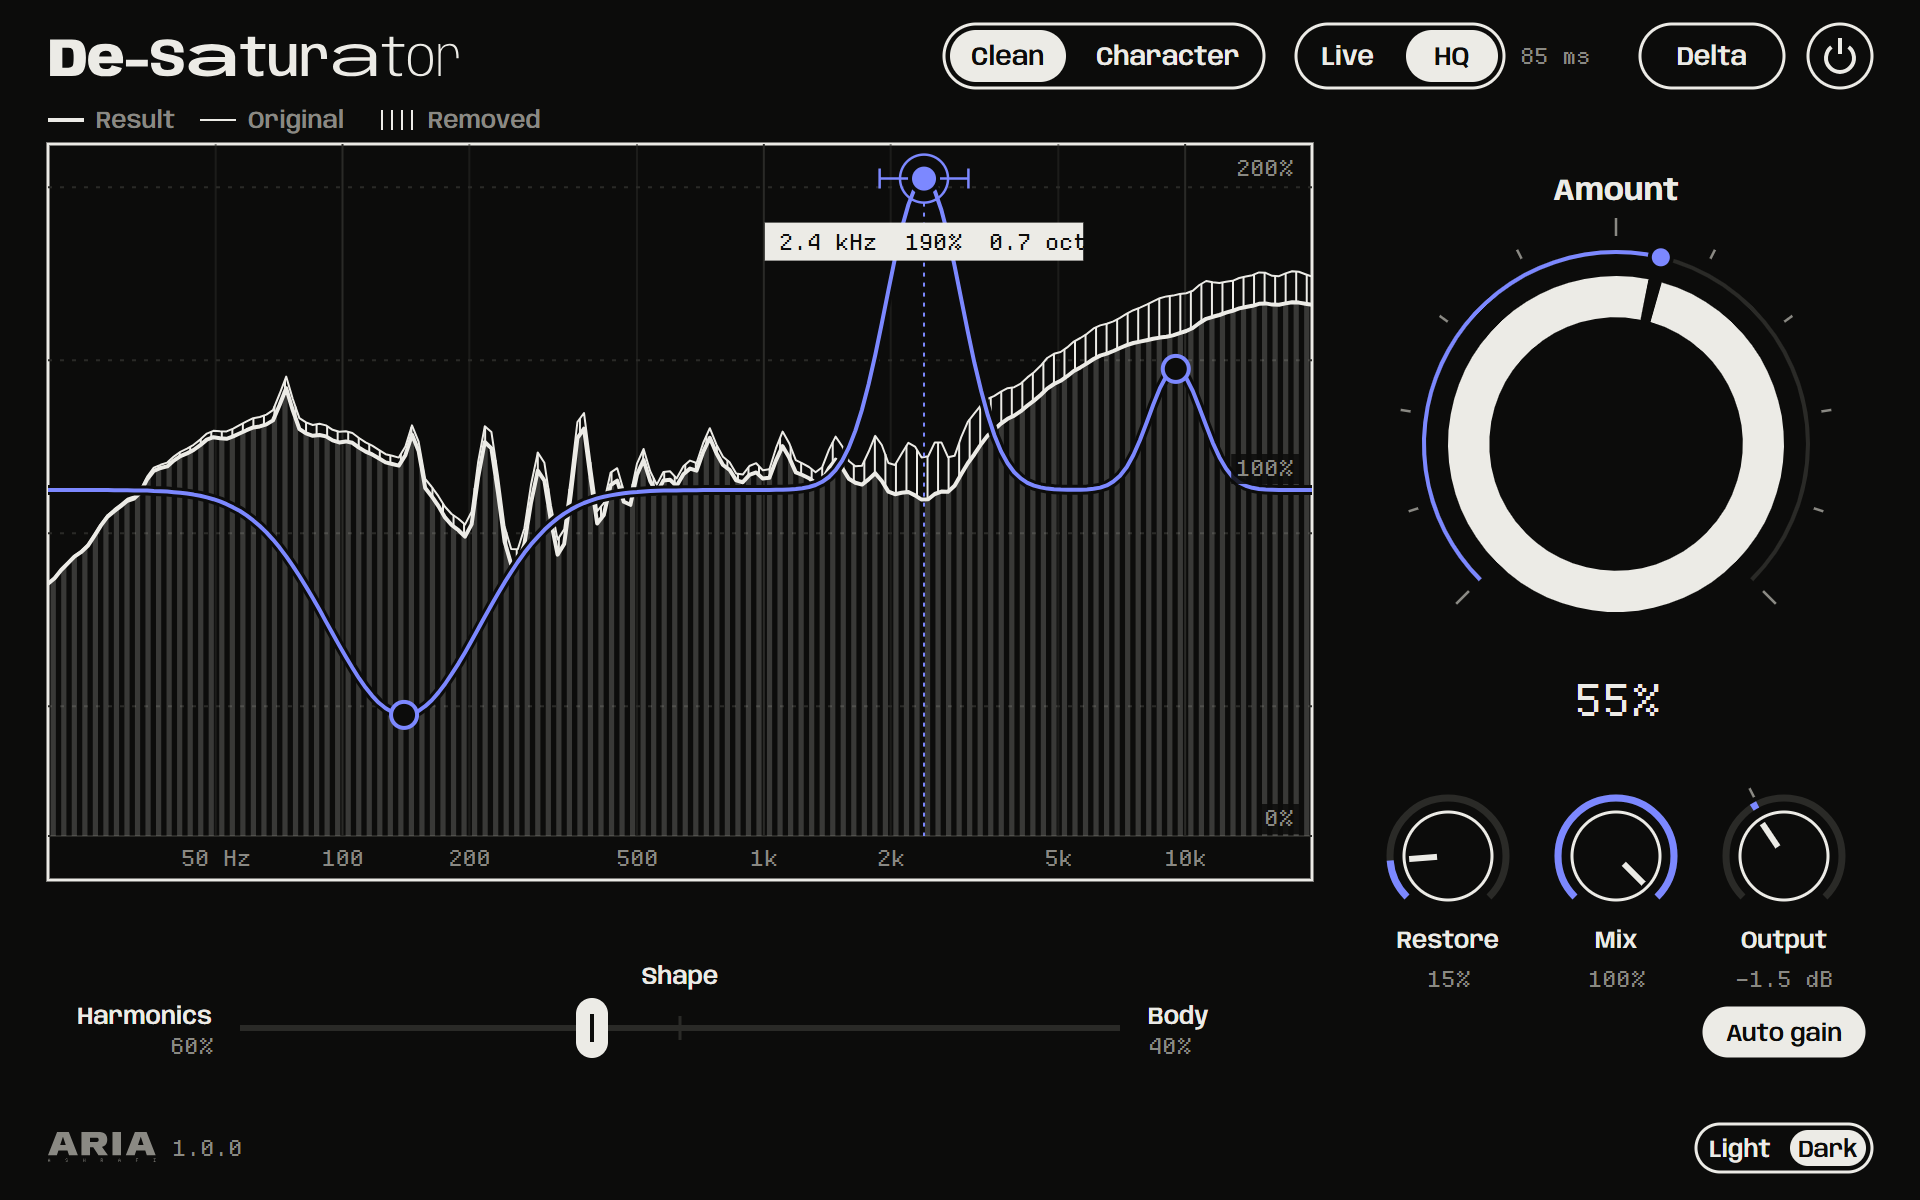 De-Saturator
Clean Character
Live HQ 85 ms
Delta
Result Original Removed
200%
2.4 kHz 190% 0.7 oct
100%
0%
50 Hz 100 200 500 1k 2k 5k 10k
Amount
55%
Restore Mix Output
15% 100% -1.5 dB
Auto gain
Shape
Harmonics Body
60% 40%
ARIA 1.0.0
Light Dark